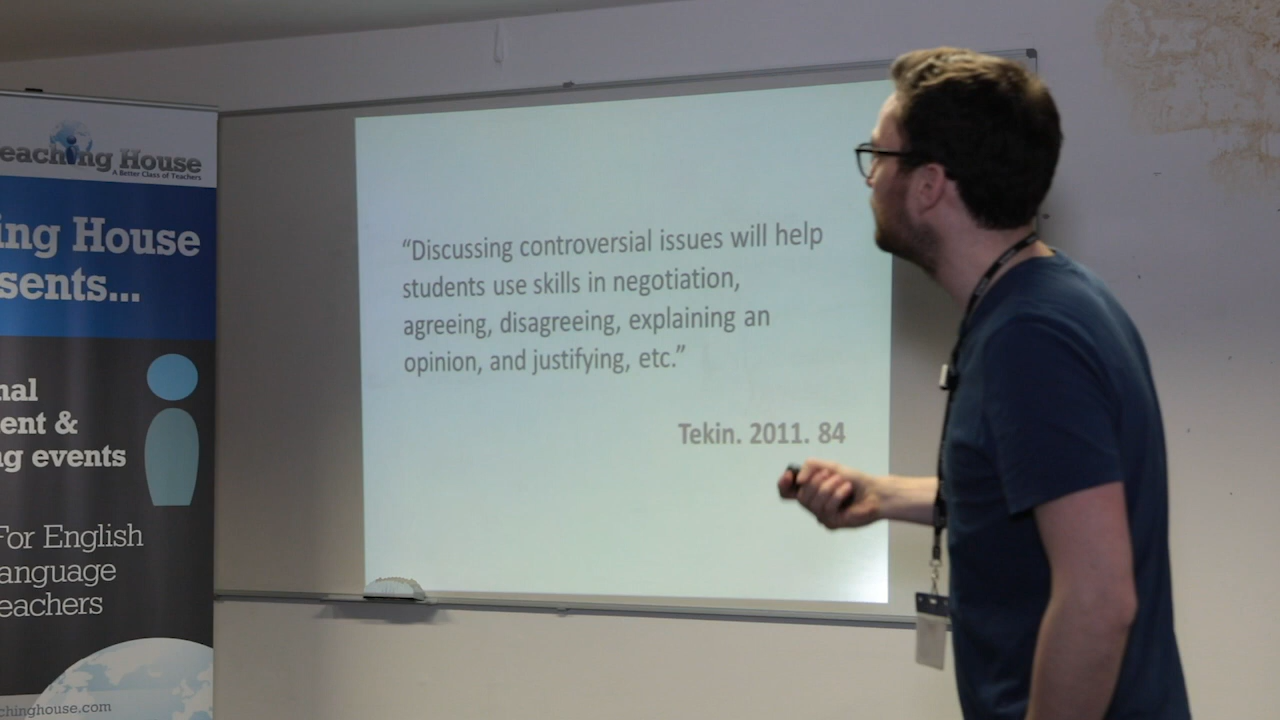 eaching House
A Better Class of Teachers
ing House
sents...
nal
ent &
ng events
For English
anguage
eachers
chinghouse.com
“Discussing controversial issues will help
students use skills in negotiation,
agreeing, disagreeing, explaining an
opinion, and justifying, etc.”
Tekin. 2011. 84